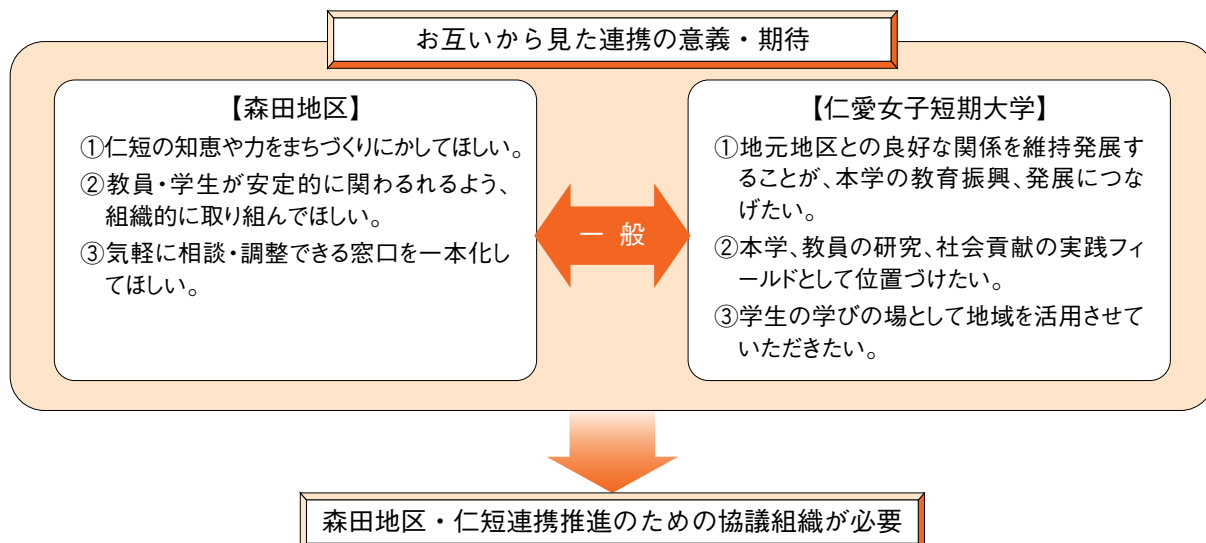 お互いから見た連携の意義・期待
【森田地区】
①仁短の知恵や力をまちづくりにかしてほしい。
②教員・学生が安定的に関わるれるよう、
組織的に取り組んでほしい。
③気軽に相談・調整できる窓口を一本化し
てほしい。
一般
【仁愛女子短期大学】
①地元地区との良好な関係を維持発展す
ることが、本学の教育振興、発展につな
げたい。
②本学、教員の研究、社会貢献の実践フィ
ールドとして位置づけたい。
③学生の学びの場として地域を活用させて
いただきたい。
森田地区・仁短連携推進のための協議組織が必要